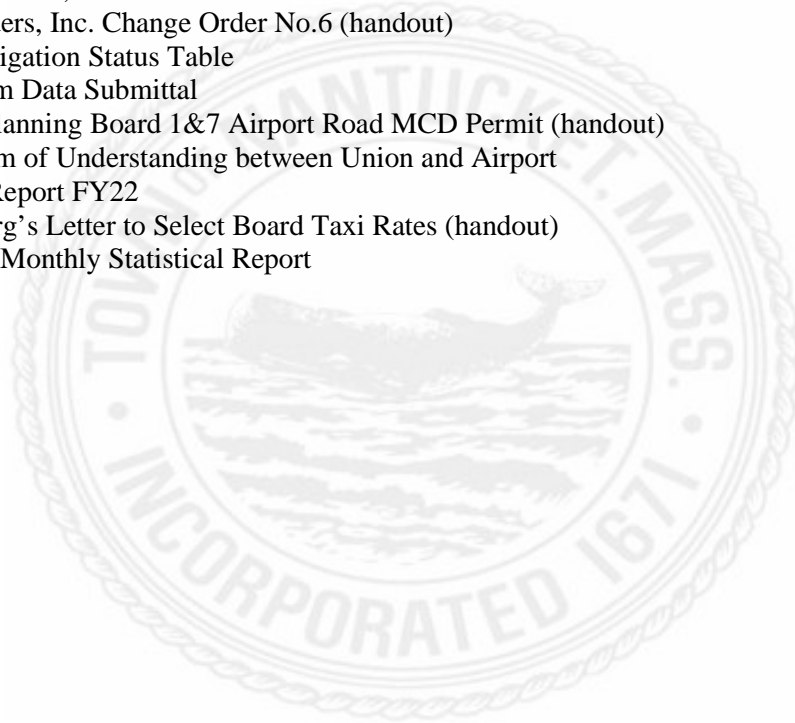 ers, Inc. Change Order No.6 (handout)
igation Status Table
m Data Submittal
anning Board 1&7 Airport Road MCD Permit (handout)
m of Understanding between Union and Airport
Report FY22
rg's Letter to Select Board Taxi Rates (handout)
Monthly Statistical Report
TOWN OF NANTUCKET, MASS.
INCORPORATED 1671